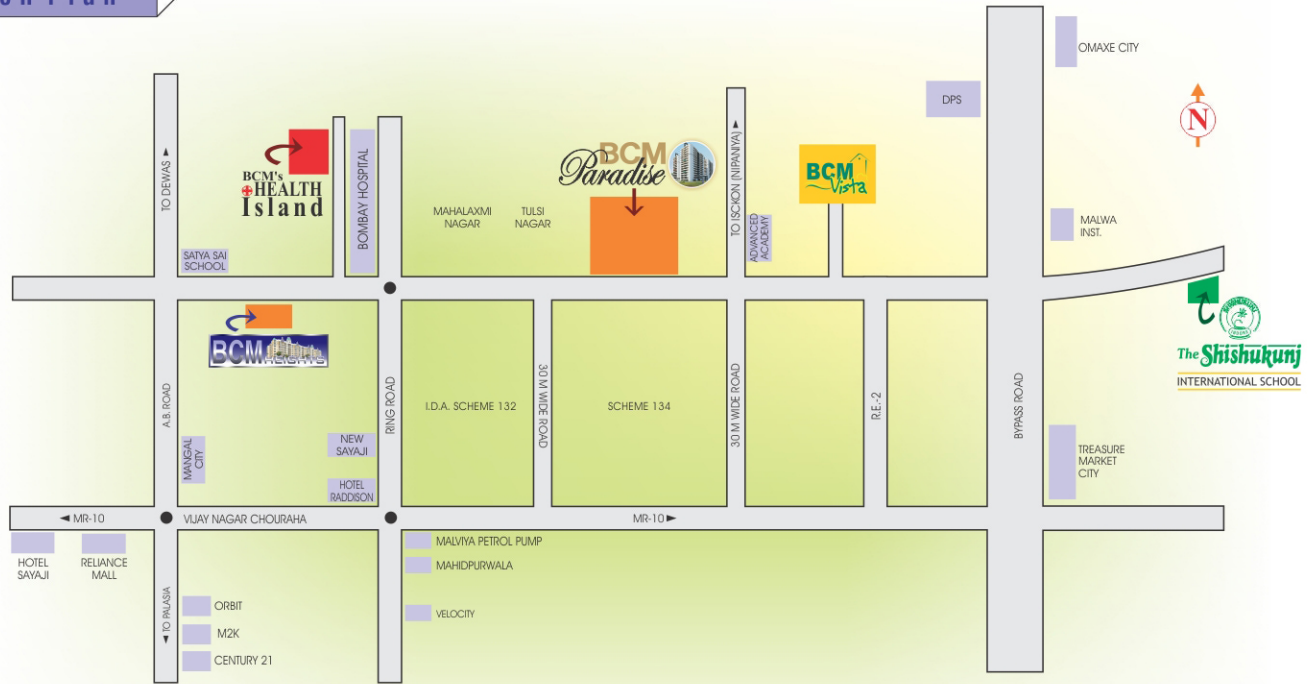 OMAXE CITY
DPS
N
TO DEWAS
BCM's
HEALTH
Island
BOMBAY HOSPITAL
BCM
Paradise
TO ISCKON (NIPANIYA)
BCM
Vista
MAHALAXMI
NAGAR
TULSI
NAGAR
ADVANCED
ACADEMY
MALWA
INST.
SATYA SAI
SCHOOL
BCM HEIGHTS
The Shishukunj
INTERNATIONAL SCHOOL
A.B. ROAD
RING ROAD
I.D.A. SCHEME 132
30 M WIDE ROAD
SCHEME 134
30 M WIDE ROAD
R.E.-2
BYPASS ROAD
MANGAL
CITY
NEW
SAYAJI
HOTEL
RADDISON
TREASURE
MARKET
CITY
MR-10
VIJAY NAGAR CHOURAHA
MR-10
HOTEL
SAYAJI
RELIANCE
MALL
MALVIYA PETROL PUMP
MAHIDPURWALA
TO PALASIA
ORBIT
VELOCITY
M2K
CENTURY 21